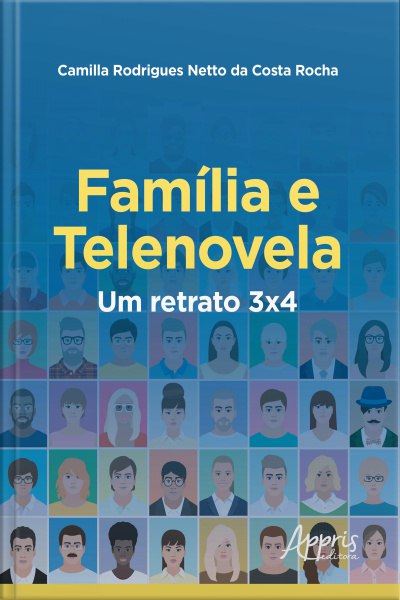 Camilla Rodrigues Netto da Costa Rocha
Família e
Telenovela
Um retrato 3x4
Appris
editora